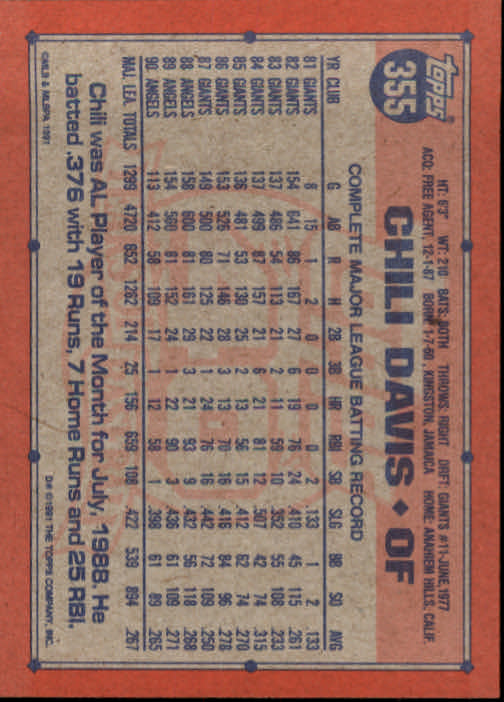 Topps
355
CHILI DAVIS ◆ OF
HT: 6'3" WT: 210 BATS: BOTH THROWS: RIGHT DRAFT: GIANTS #11-JUNE, 1977
ACQ: FREE AGENT, 12-1-87 BORN: 1-7-60, KINGSTON, JAMAICA HOME: ANAHEIM HILLS, CALIF.
COMPLETE MAJOR LEAGUE BATTING RECORD
YR CLUB G AB R H 2B 3B HR RBI SB SLG BB SO AVG
81 GIANTS 8 15 1 2 0 0 0 0 2 .133 1 2 .133
82 GIANTS 154 641 86 167 27 6 19 76 24 .410 45 115 .261
83 GIANTS 137 486 54 113 21 2 11 59 10 .352 55 108 .233
84 GIANTS 137 499 87 157 21 6 21 81 12 .507 42 74 .315
85 GIANTS 136 481 53 130 25 2 13 56 15 .412 62 74 .270
86 GIANTS 153 526 71 146 28 3 13 70 16 .416 84 96 .278
87 GIANTS 149 500 80 125 22 1 24 76 16 .442 72 109 .250
88 ANGELS 158 600 81 161 29 3 21 93 9 .432 56 118 .268
89 ANGELS 154 560 81 152 24 1 22 90 3 .436 61 109 .271
90 ANGELS 113 412 58 109 17 1 12 58 1 .398 61 89 .265
MAJ. LEA. TOTALS 1299 4720 652 1262 214 25 156 659 108 .422 539 894 .267
Chili was AL Player of the Month for July, 1988. He
batted .376 with 19 Runs, 7 Home Runs and 25 RBI.
©MLB & MLBPA 1991 D* ©1991 THE TOPPS COMPANY, INC.